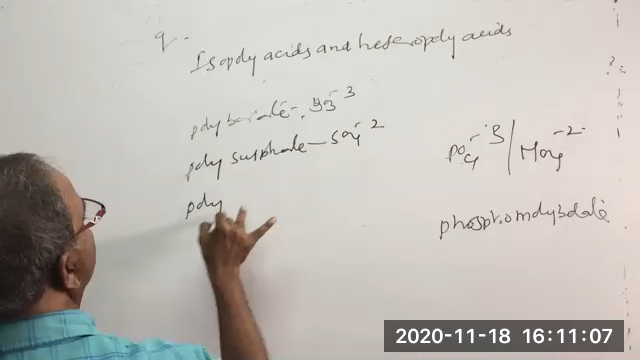 9.
Isopoly acids and heteropoly acids
poly borate - BO3-3
poly sulphate - SO4-2
poly
PO4-3 / MO4-2
phosphomolybdate
2020-11-18 16:11:07